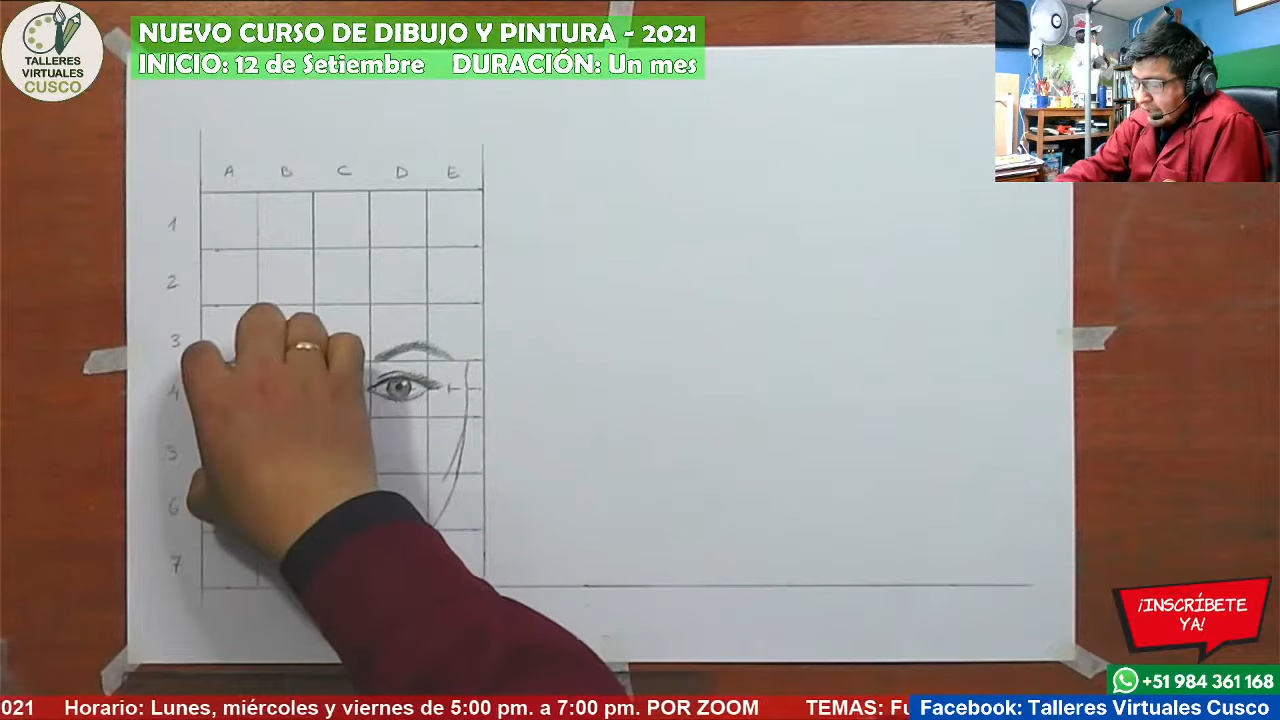 TALLERES
VIRTUALES
CUSCO
NUEVO CURSO DE DIBUJO Y PINTURA - 2021
INICIO: 12 de Setiembre DURACIÓN: Un mes
A B C D E
1
2
3
4
5
6
7
¡INSCRÍBETE
YA!
+51 984 361 168
021 Horario: Lunes, miércoles y viernes de 5:00 pm. a 7:00 pm. POR ZOOM TEMAS: Fu
Facebook: Talleres Virtuales Cusco